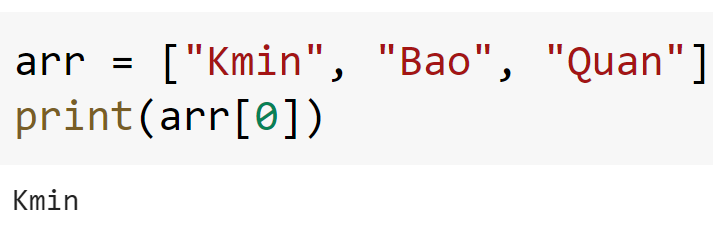 arr = ["Kmin", "Bao", "Quan"]
print(arr[0])
Kmin